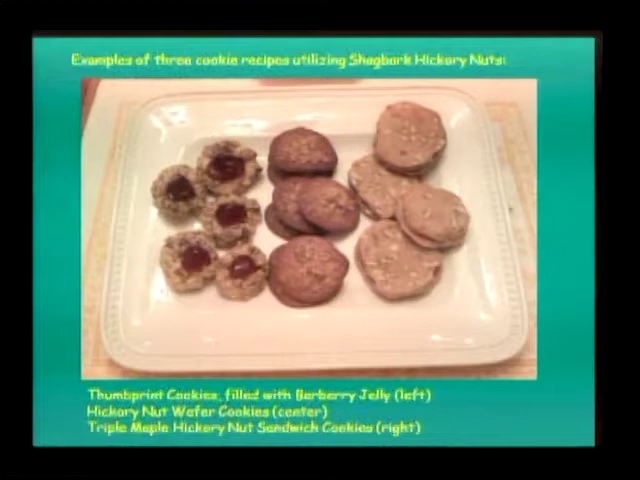 Examples of three cookie recipes utilizing Shagbark Hickory Nuts:
Thumbprint Cookies, filled with Barberry Jelly (left)
Hickory Nut Wafer Cookies (center)
Triple Maple Hickory Nut Sandwich Cookies (right)